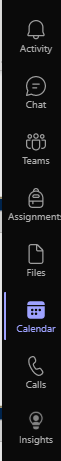 Activity
Chat
Teams
Assignments
Files
Calendar
Calls
Insights